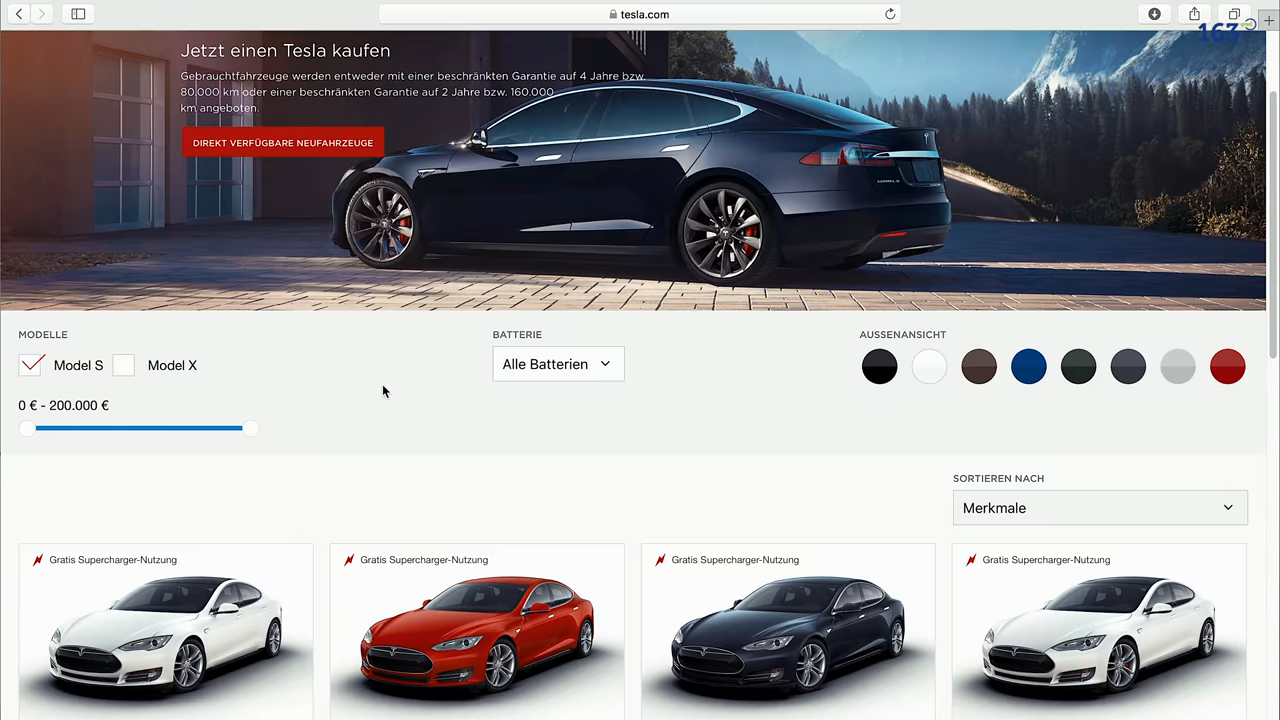 tesla.com
163
Jetzt einen Tesla kaufen
Gebrauchtfahrzeuge werden entweder mit einer beschränkten Garantie auf 4 Jahre bzw.
80.000 km oder einer beschränkten Garantie auf 2 Jahre bzw. 160.000
km angeboten.
DIREKT VERFÜGBARE NEUFAHRZEUGE
MODELLE
Model S
Model X
0 € - 200.000 €
BATTERIE
Alle Batterien
AUSSENANSICHT
SORTIEREN NACH
Merkmale
Gratis Supercharger-Nutzung
Gratis Supercharger-Nutzung
Gratis Supercharger-Nutzung
Gratis Supercharger-Nutzung